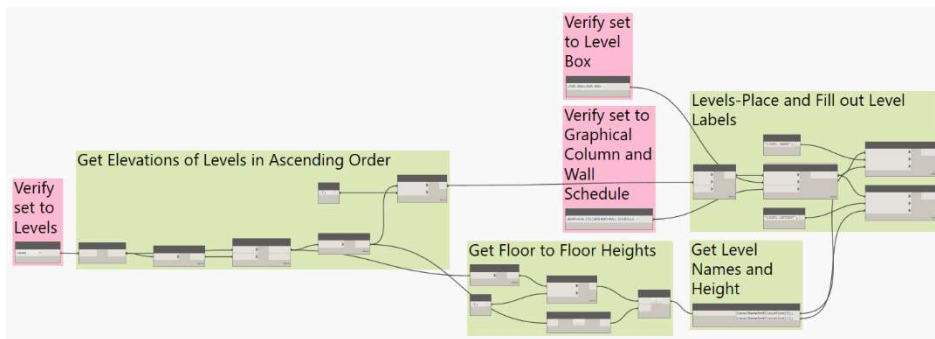 Verify
set to
Levels
Get Elevations of Levels in Ascending Order
Verify set
to Level
Box
Verify set to
Graphical
Column and
Wall
Schedule
Get Floor to Floor Heights
Levels-Place and Fill out Level
Labels
Get Level
Names and
Height